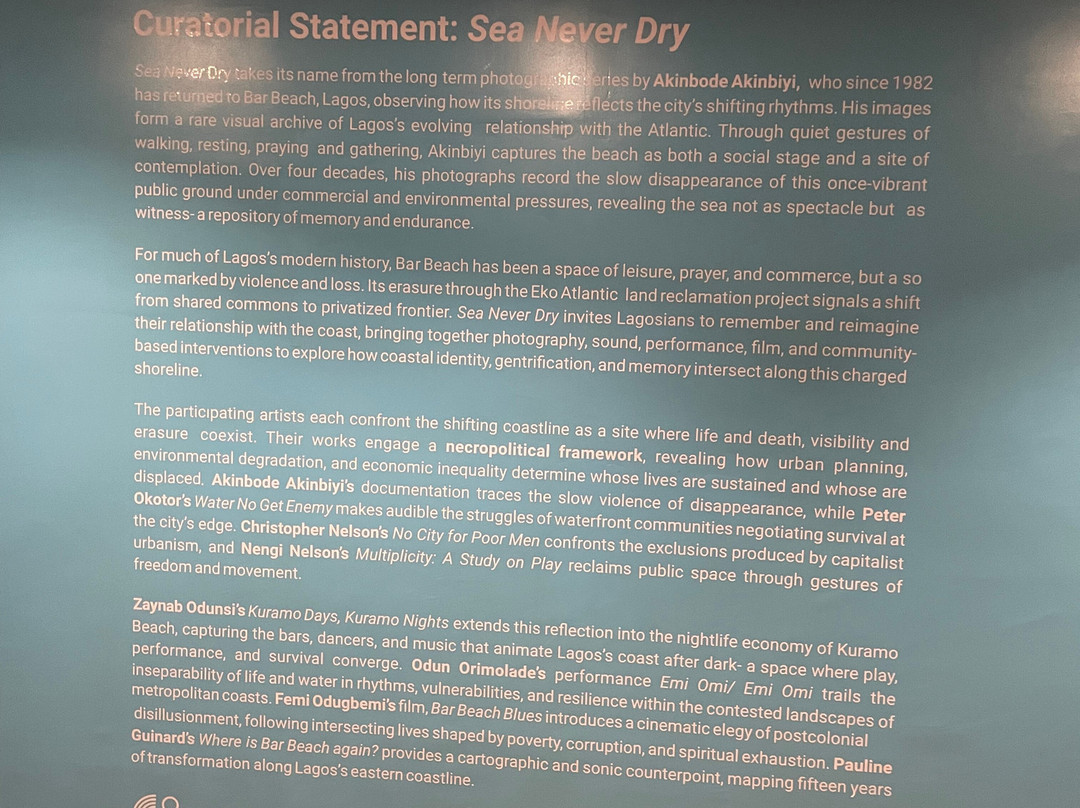 Curatorial Statement: Sea Never Dry
Sea Never Dry takes its name from the long term photographic series by Akinbode Akinbiyi, who since 1982
has returned to Bar Beach, Lagos, observing how its shoreline reflects the city's shifting rhythms. His images
form a rare visual archive of Lagos's evolving relationship with the Atlantic. Through quiet gestures of
walking, resting, praying and gathering, Akinbiyi captures the beach as both a social stage and a site of
contemplation. Over four decades, his photographs record the slow disappearance of this once-vibrant
public ground under commercial and environmental pressures, revealing the sea not as spectacle but as
witness- a repository of memory and endurance.
For much of Lagos's modern history, Bar Beach has been a space of leisure, prayer, and commerce, but a so
one marked by violence and loss. Its erasure through the Eko Atlantic land reclamation project signals a shift
from shared commons to privatized frontier. Sea Never Dry invites Lagosians to remember and reimagine
their relationship with the coast, bringing together photography, sound, performance, film, and community-
based interventions to explore how coastal identity, gentrification, and memory intersect along this charged
shoreline.
The participating artists each confront the shifting coastline as a site where life and death, visibility and
erasure coexist. Their works engage a necropolitical framework, revealing how urban planning,
environmental degradation, and economic inequality determine whose lives are sustained and whose are
displaced. Akinbode Akinbiyi's documentation traces the slow violence of disappearance, while Peter
Okotor's Water No Get Enemy makes audible the struggles of waterfront communities negotiating survival at
the city's edge. Christopher Nelson's No City for Poor Men confronts the exclusions produced by capitalist
urbanism, and Nengi Nelson's Multiplicity: A Study on Play reclaims public space through gestures of
freedom and movement.
Zaynab Odunsi's Kuramo Days, Kuramo Nights extends this reflection into the nightlife economy of Kuramo
Beach, capturing the bars, dancers, and music that animate Lagos's coast after dark- a space where play,
performance, and survival converge. Odun Orimolade's performance Emi Omi/ Emi Omi trails the
inseparability of life and water in rhythms, vulnerabilities, and resilience within the contested landscapes of
metropolitan coasts. Femi Odugbemi's film, Bar Beach Blues introduces a cinematic elegy of postcolonial
disillusionment, following intersecting lives shaped by poverty, corruption, and spiritual exhaustion. Pauline
Guinard's Where is Bar Beach again? provides a cartographic and sonic counterpoint, mapping fifteen years
of transformation along Lagos's eastern coastline.